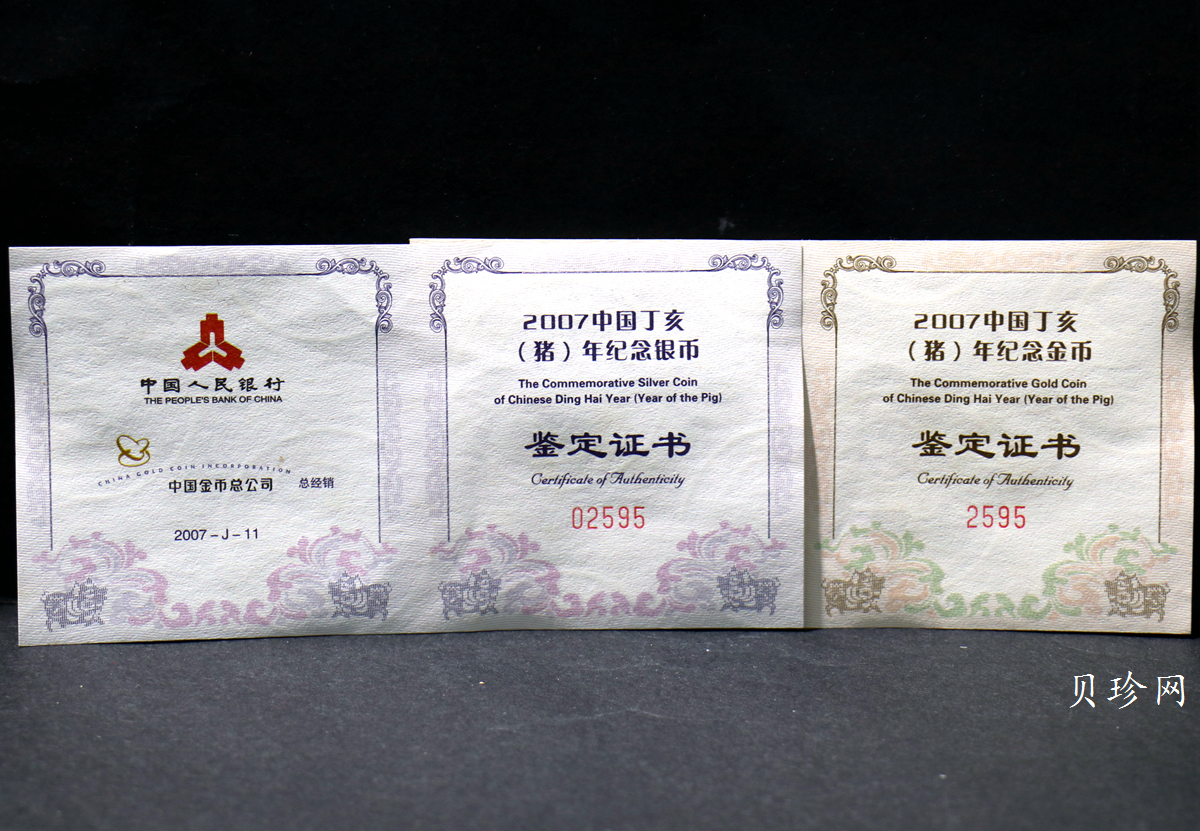 中国人民银行
THE PEOPLE'S BANK OF CHINA
CHINA GOLD COIN INCORPORATION
中国金币总公司 总经销
2007-J-11
2007中国丁亥
（猪）年纪念银币
The Commemorative Silver Coin
of Chinese Ding Hai Year (Year of the Pig)
鉴定证书
Certificate of Authenticity
02595
2007中国丁亥
（猪）年纪念金币
The Commemorative Gold Coin
of Chinese Ding Hai Year (Year of the Pig)
鉴定证书
Certificate of Authenticity
2595
贝珍网